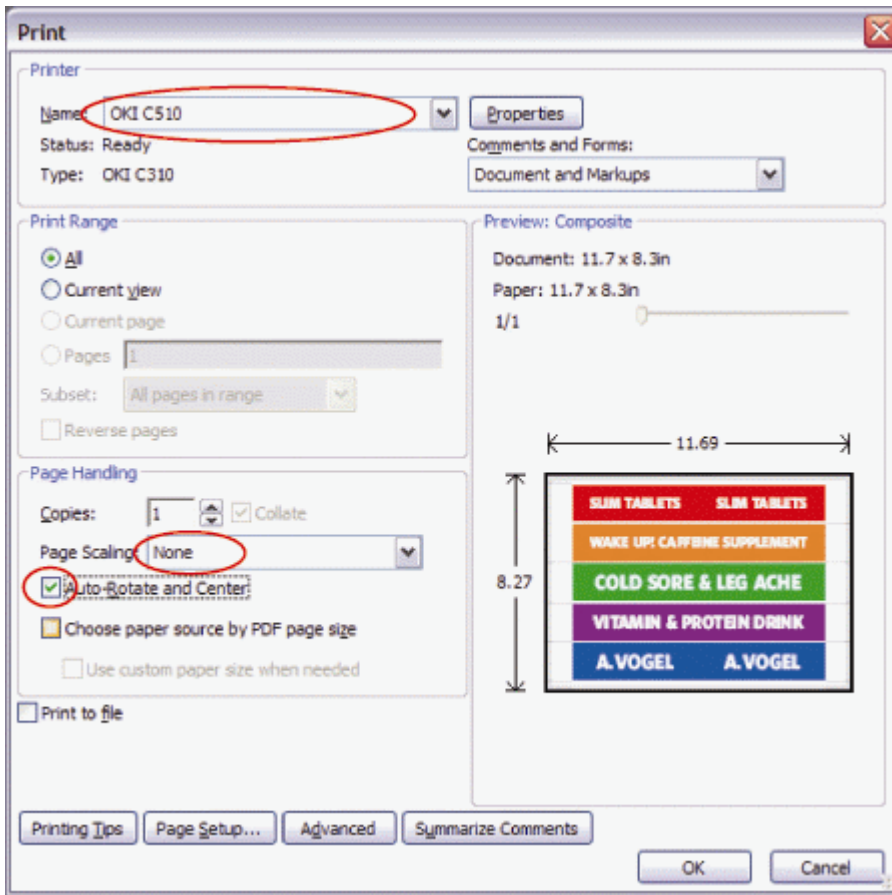 Print
Printer
Name: OKI C510
Properties
Status: Ready
Comments and Forms:
Type: OKI C310
Document and Markups
Print Range
All
Current view
Current page
Pages 1
Subset: All pages in range
Reverse pages
Preview: Composite
Document: 11.7 x 8.3in
Paper: 11.7 x 8.3in
1/1
11.69
8.27
SLIM TABLETS SLIM TABLETS
WAKE UP! CAFFEINE SUPPLEMENT
COLD SORE & LEG ACHE
VITAMIN & PROTEIN DRINK
A.VOGEL A.VOGEL
Page Handling
Copies: 1 Collate
Page Scaling: None
Auto-Rotate and Center
Choose paper source by PDF page size
Use custom paper size when needed
Print to file
Printing Tips Page Setup... Advanced Summarize Comments
OK Cancel